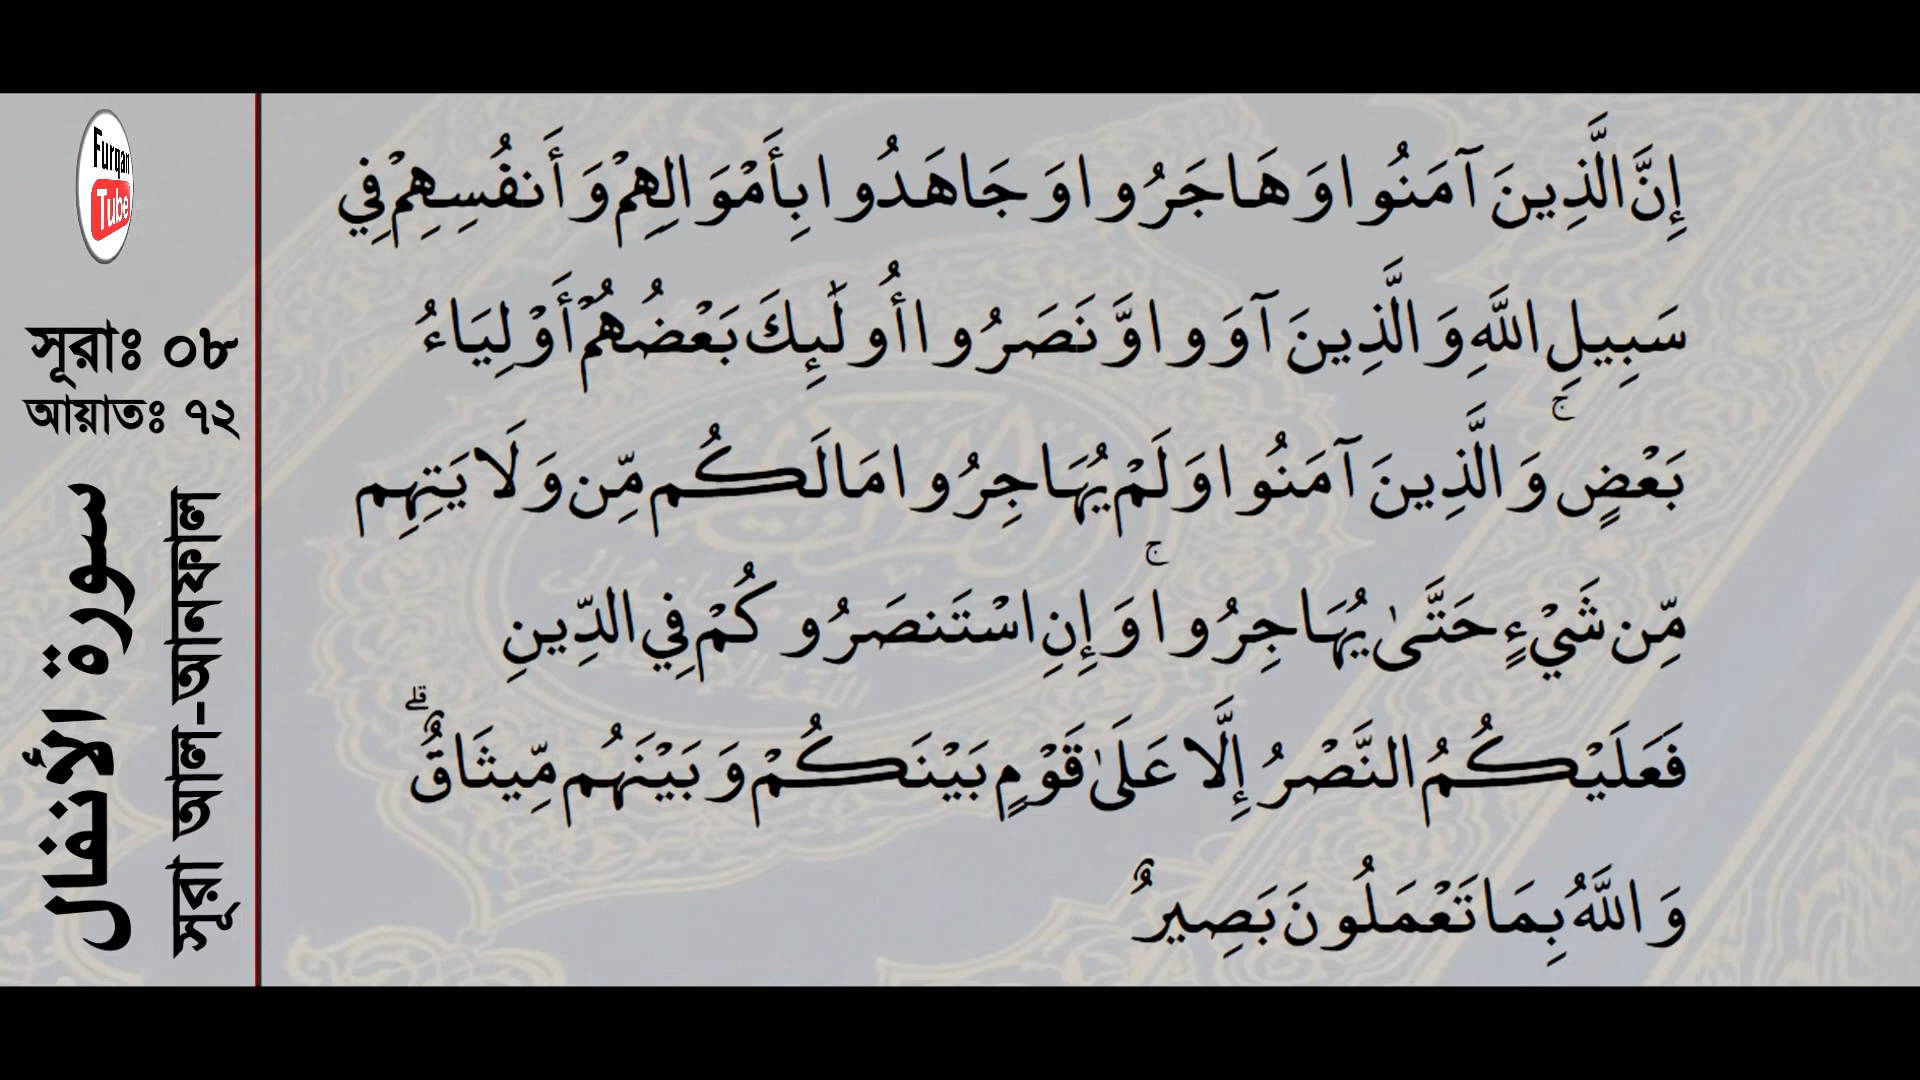 Furqan
Tube
সূরাঃ ০৮
আয়াতঃ ৭২
سورة الأنفال
সূরা আল-আনফাল
إِنَّ الَّذِينَ آمَنُوا وَهَاجَرُوا وَجَاهَدُوا بِأَمْوَالِهِمْ وَأَنفُسِهِمْ فِي
سَبِيلِ اللَّهِ وَالَّذِينَ آوَوا وَّنَصَرُوا أُولَٰئِكَ بَعْضُهُمْ أَوْلِيَاءُ
بَعْضٍ ۚ وَالَّذِينَ آمَنُوا وَلَمْ يُهَاجِرُوا مَا لَكُم مِّن وَلَايَتِهِم
مِّن شَيْءٍ حَتَّىٰ يُهَاجِرُوا ۚ وَإِنِ اسْتَنصَرُوكُمْ فِي الدِّينِ
فَعَلَيْكُمُ النَّصْرُ إِلَّا عَلَىٰ قَوْمٍ بَيْنَكُمْ وَبَيْنَهُم مِّيثَاقٌ ۗ
وَاللَّهُ بِمَا تَعْمَلُونَ بَصِيرٌ